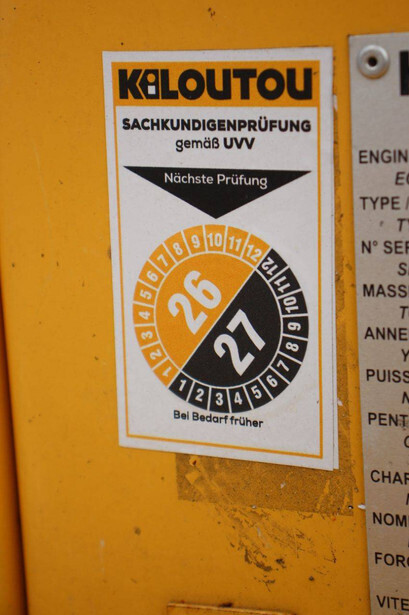 KiLOUTOU
SACHKUNDIGENPRÜFUNG
gemäß UVV
Nächste Prüfung
1 2 3 4 5 6 7 8 9 10 11 12
26
27
1 2 3 4 5 6 7 8 9 10 11 12
Bei Bedarf früher
ENGIN
TYPE /
N° SER
MASS
ANNE
PUISS
PENT
CHAR
NOM
FOR
VITE